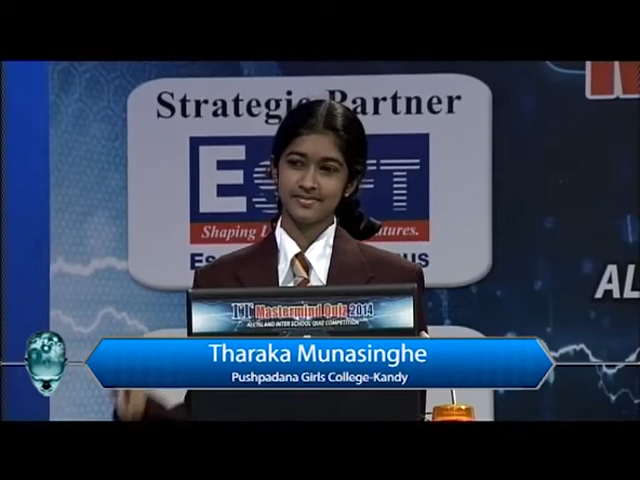 Strategic Partner
ESOFT
Shaping
IT Mastermind Quiz 2014
ALL ISLAND INTER SCHOOL QUIZ COMPETITION
AL
Tharaka Munasinghe
Pushpadana Girls College-Kandy